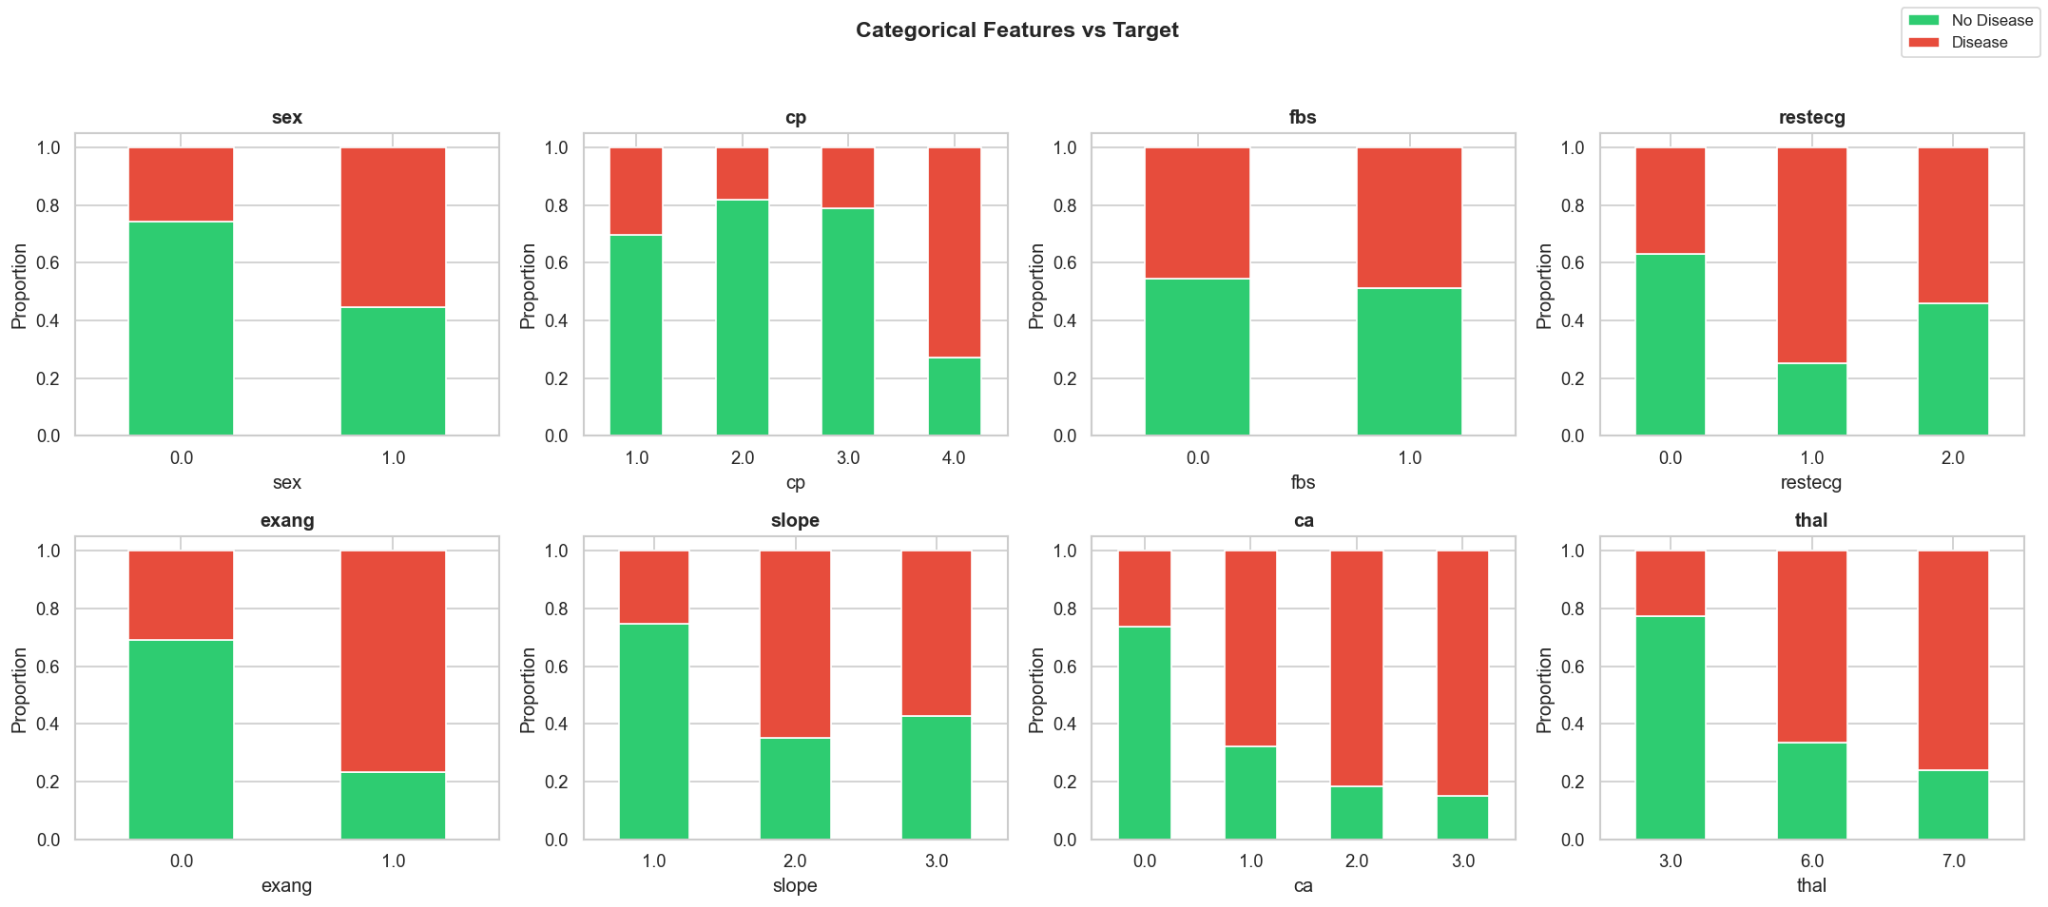 Categorical Features vs Target
No Disease
Disease
sex
1.0
0.8
0.6
0.4
0.2
0.0
Proportion
0.0 1.0
sex
cp
1.0
0.8
0.6
0.4
0.2
0.0
Proportion
1.0 2.0 3.0 4.0
cp
fbs
1.0
0.8
0.6
0.4
0.2
0.0
Proportion
0.0 1.0
fbs
restecg
1.0
0.8
0.6
0.4
0.2
0.0
Proportion
0.0 1.0 2.0
restecg
exang
1.0
0.8
0.6
0.4
0.2
0.0
Proportion
0.0 1.0
exang
slope
1.0
0.8
0.6
0.4
0.2
0.0
Proportion
1.0 2.0 3.0
slope
ca
1.0
0.8
0.6
0.4
0.2
0.0
Proportion
0.0 1.0 2.0 3.0
ca
thal
1.0
0.8
0.6
0.4
0.2
0.0
Proportion
3.0 6.0 7.0
thal